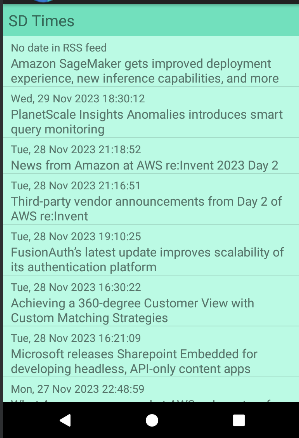 SD Times
No date in RSS feed
Amazon SageMaker gets improved deployment
experience, new inference capabilities, and more
Wed, 29 Nov 2023 18:30:12
PlanetScale Insights Anomalies introduces smart
query monitoring
Tue, 28 Nov 2023 21:18:52
News from Amazon at AWS re:Invent 2023 Day 2
Tue, 28 Nov 2023 21:16:51
Third-party vendor announcements from Day 2 of
AWS re:Invent
Tue, 28 Nov 2023 19:10:25
FusionAuth's latest update improves scalability of
its authentication platform
Tue, 28 Nov 2023 16:30:22
Achieving a 360-degree Customer View with
Custom Matching Strategies
Tue, 28 Nov 2023 16:21:09
Microsoft releases Sharepoint Embedded for
developing headless, API-only content apps
Mon, 27 Nov 2023 22:48:59